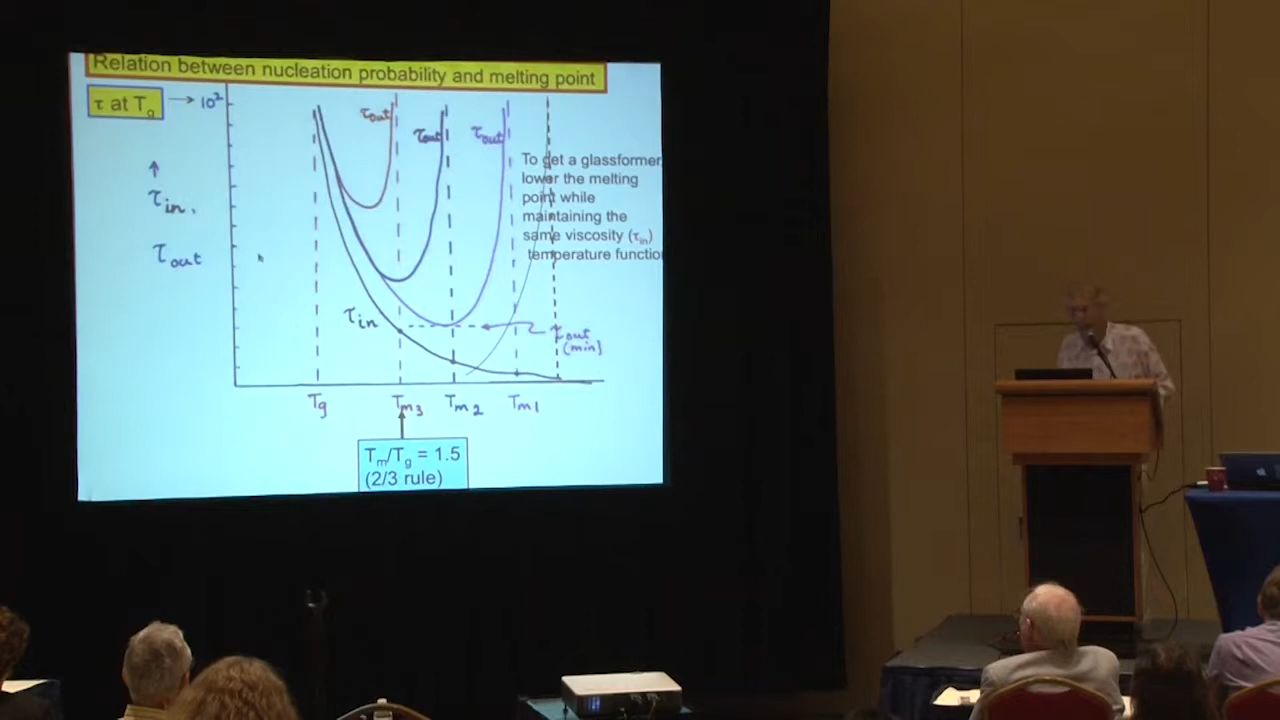 Relation between nucleation probability and melting point
τ at Tg → 10²
τout τout τout
To get a glassformer
lower the melting
point while
maintaining the
same viscosity (τin)
temperature functio
τin,
τout
τin
τout
(min)
Tg Tm3 Tm2 Tm1
Tm/Tg = 1.5
(2/3 rule)